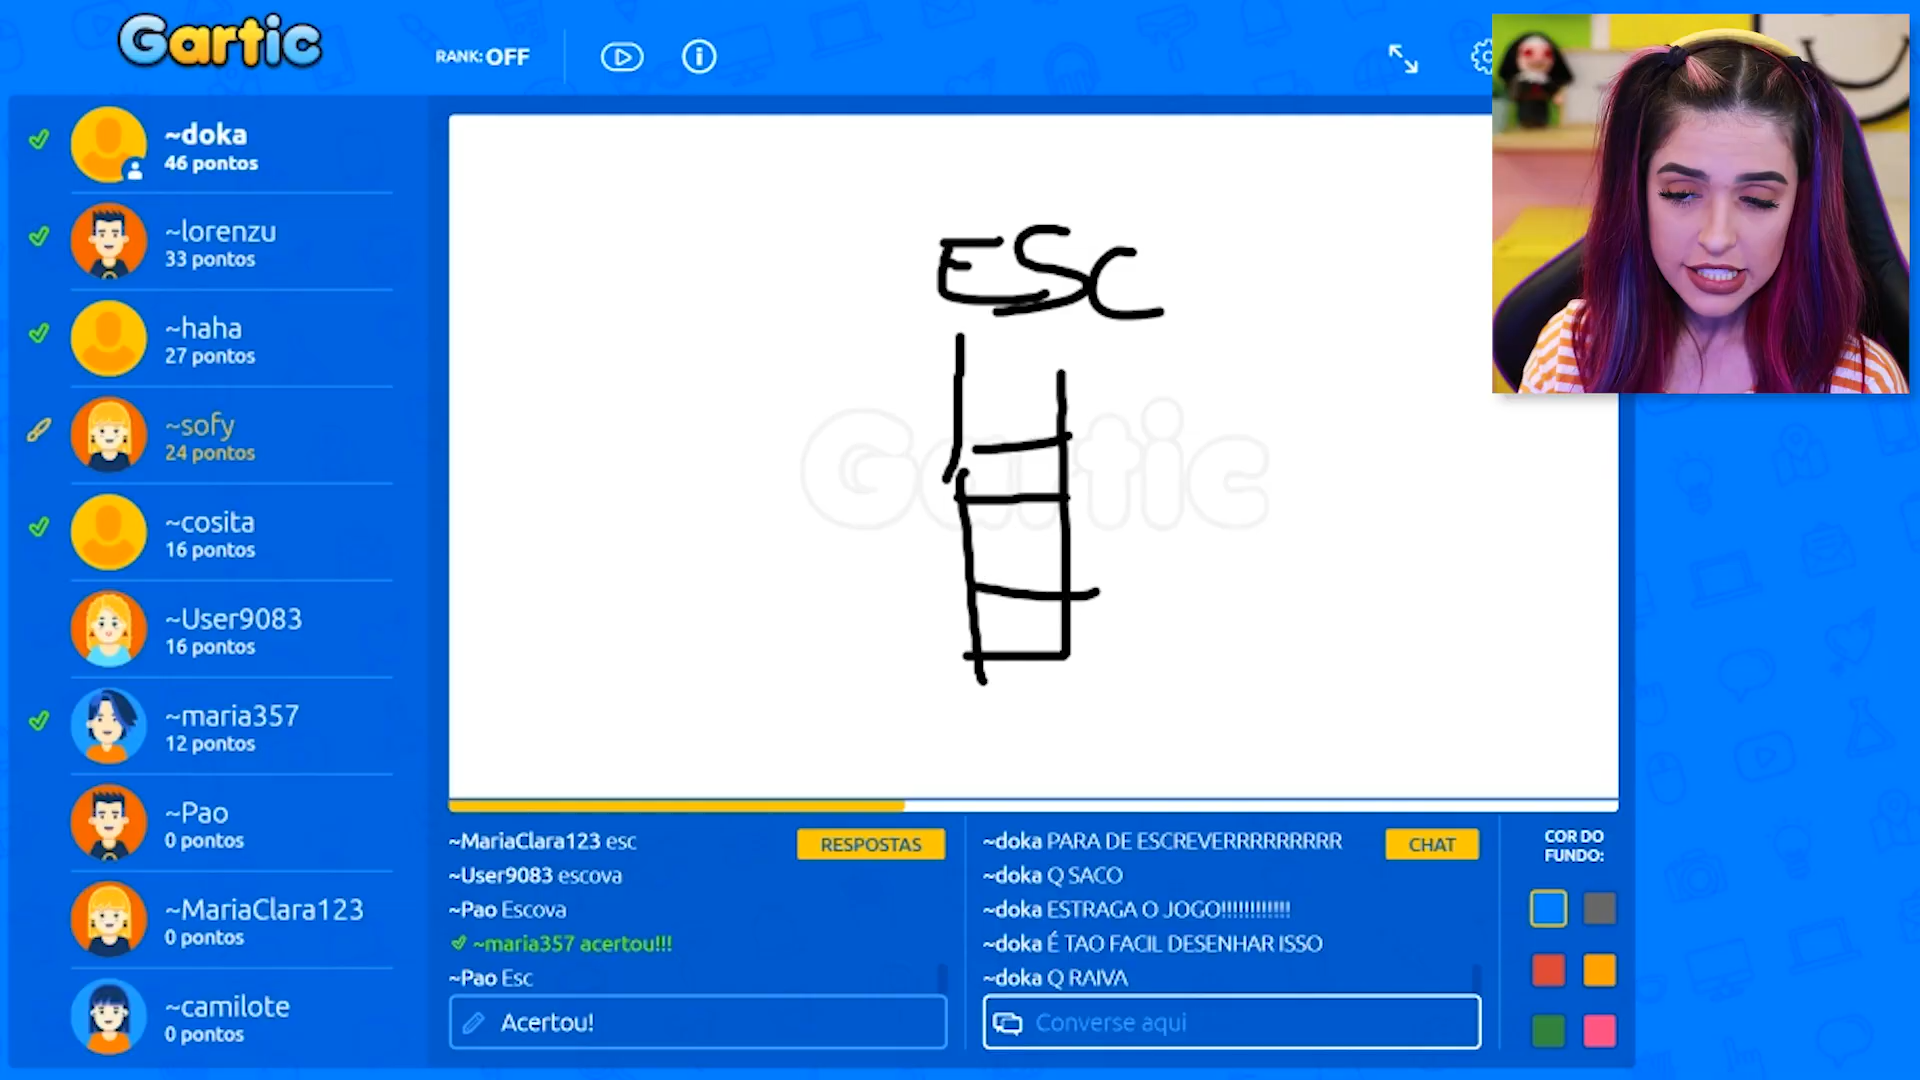 Gartic
RANK: OFF
~doka
46 pontos
~lorenzu
33 pontos
~haha
27 pontos
~sofy
24 pontos
~cosita
16 pontos
~User9083
16 pontos
~maria357
12 pontos
~Pao
0 pontos
~MariaClara123
0 pontos
~camilote
0 pontos
ESC
Gartic
~MariaClara123 esc
~User9083 escova
~Pao Escova
~maria357 acertou!!!
~Pao Esc
RESPOSTAS
Acertou!
~doka PARA DE ESCREVERRRRRRRRR
~doka Q SACO
~doka ESTRAGA O JOGO!!!!!!!!!!!!
~doka É TAO FACIL DESENHAR ISSO
~doka Q RAIVA
CHAT
Converse aqui
COR DO
FUNDO: